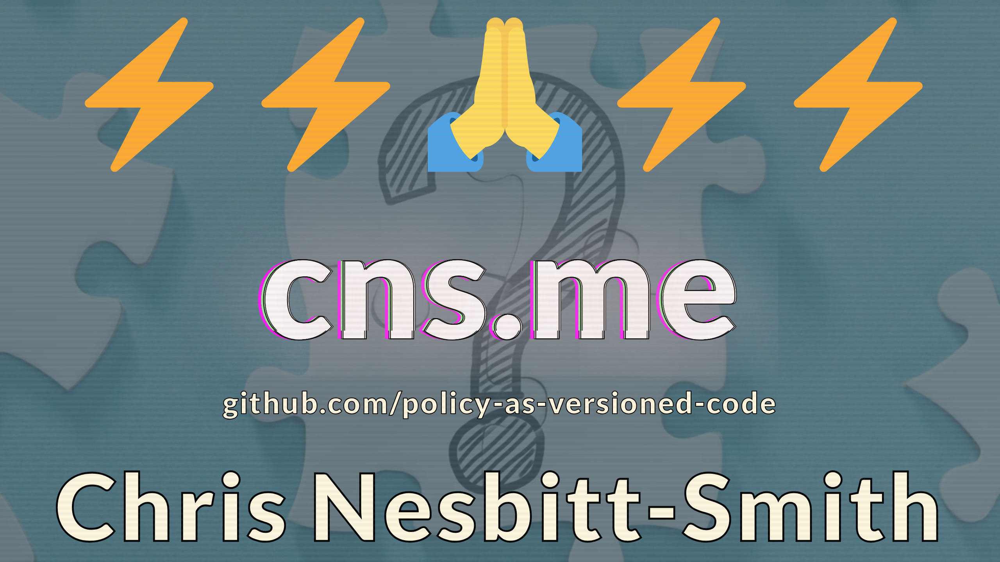 ⚡⚡🙏⚡⚡
cns.me
github.com/policy-as-versioned-code
Chris Nesbitt-Smith